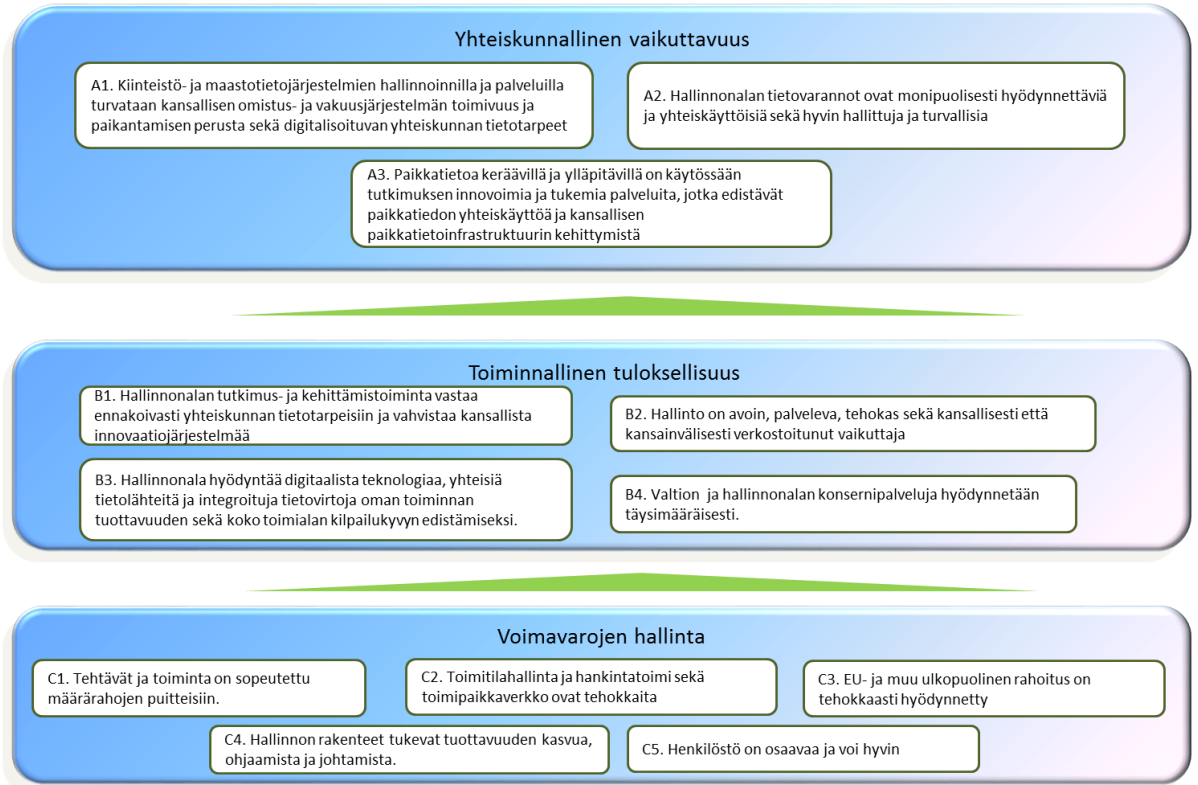 Yhteiskunnallinen vaikuttavuus
A1. Kiinteistö- ja maastotietojärjestelmien hallinnoinnilla ja palveluilla
turvataan kansallisen omistus- ja vakuusjärjestelmän toimivuus ja
paikantamisen perusta sekä digitalisoituvan yhteiskunnan tietotarpeet
A2. Hallinnonalan tietovarannot ovat monipuolisesti hyödynnettäviä
ja yhteiskäyttöisiä sekä hyvin hallittuja ja turvallisia
A3. Paikkatietoa keräävillä ja ylläpitävillä on käytössään
tutkimuksen innovoimia ja tukemia palveluita, jotka edistävät
paikkatiedon yhteiskäyttöä ja kansallisen
paikkatietoinfrastruktuurin kehittymistä
Toiminnallinen tuloksellisuus
B1. Hallinnonalan tutkimus- ja kehittämistoiminta vastaa
ennakoivasti yhteiskunnan tietotarpeisiin ja vahvistaa kansallista
innovaatiojärjestelmää
B2. Hallinto on avoin, palveleva, tehokas sekä kansallisesti että
kansainvälisesti verkostoitunut vaikuttaja
B3. Hallinnonala hyödyntää digitaalista teknologiaa, yhteisiä
tietolähteitä ja integroituja tietovirtoja oman toiminnan
tuottavuuden sekä koko toimialan kilpailukyvyn edistämiseksi.
B4. Valtion ja hallinnonalan konsernipalveluja hyödynnetään
täysimääräisesti.
Voimavarojen hallinta
C1. Tehtävät ja toiminta on sopeutettu
määrärahojen puitteisiin.
C2. Toimitilahallinta ja hankintatoimi sekä
toimipaikkaverkko ovat tehokkaita
C3. EU- ja muu ulkopuolinen rahoitus on
tehokkaasti hyödynnetty
C4. Hallinnon rakenteet tukevat tuottavuuden kasvua,
ohjaamista ja johtamista.
C5. Henkilöstö on osaavaa ja voi hyvin